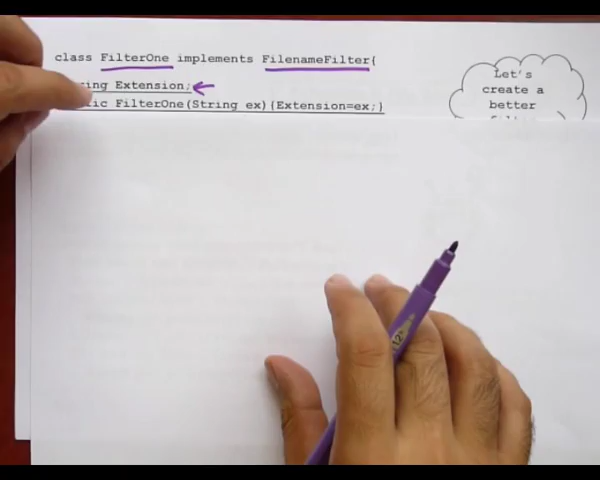 class FilterOne implements FilenameFilter{
Extension;
FilterOne(String ex){Extension=ex;}
Let's
create a
better